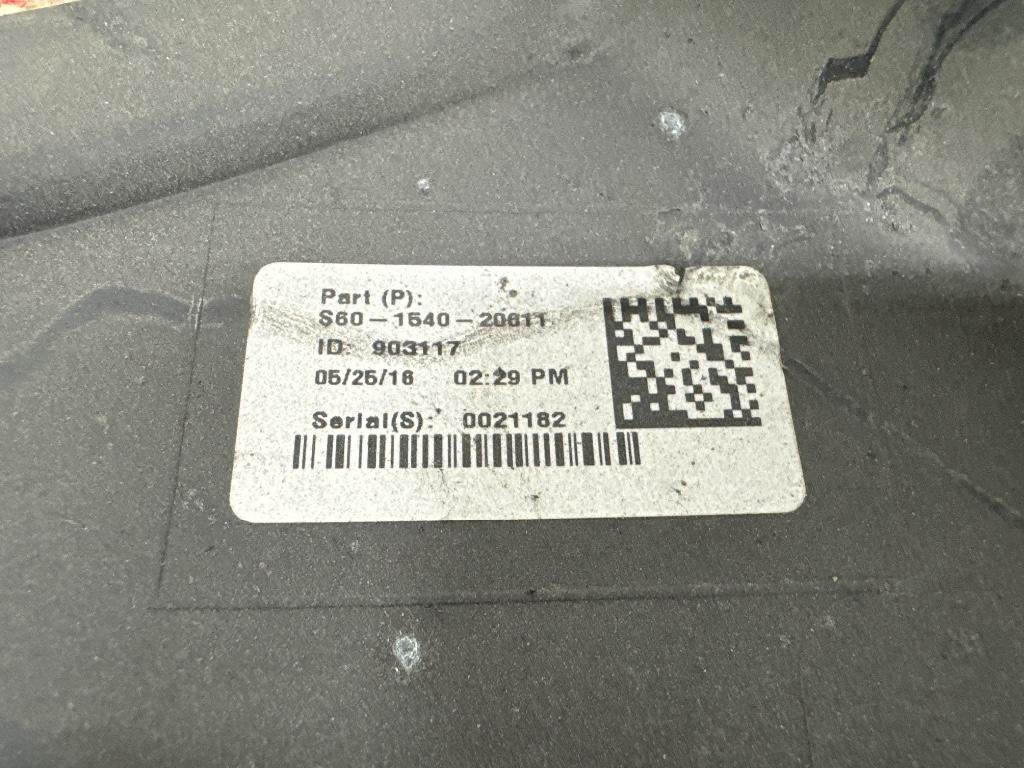 Part (P):
S60-1540-20611
ID: 903117
05/25/16 02:29 PM
Serial(S): 0021182